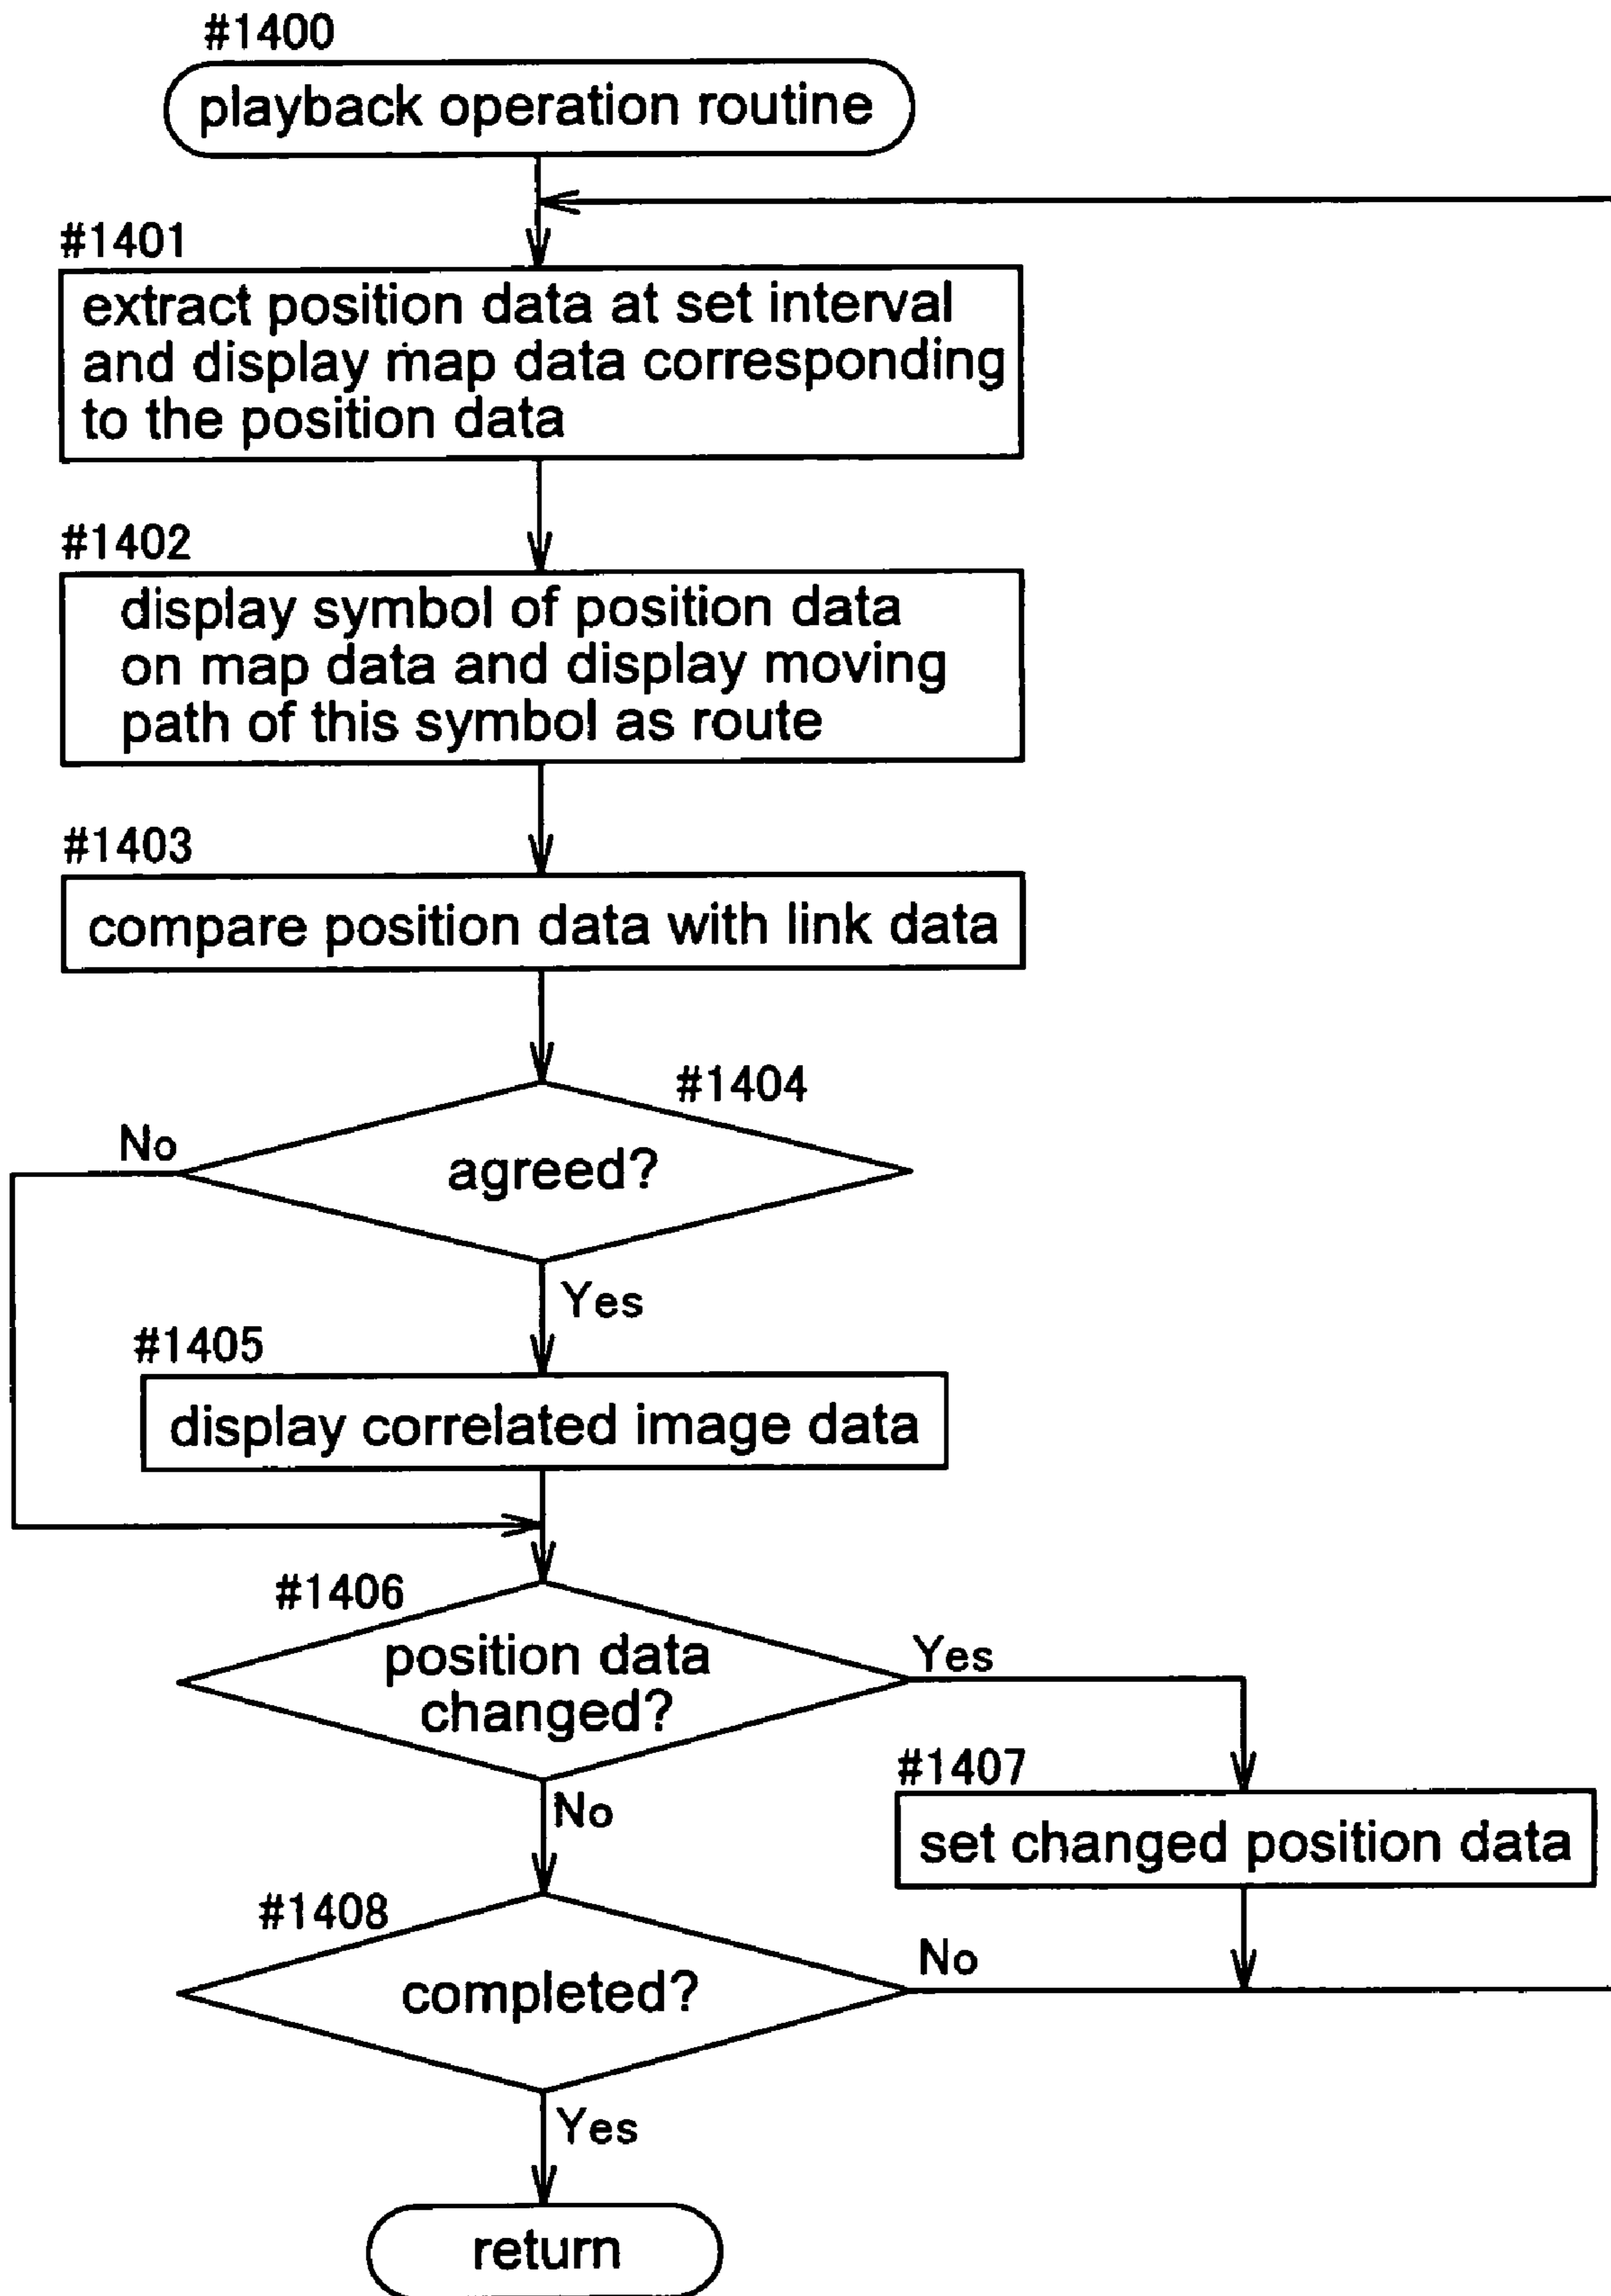 #1400
playback operation routine
#1401
extract position data at set interval
and display map data corresponding
to the position data
#1402
display symbol of position data
on map data and display moving
path of this symbol as route
#1403
compare position data with link data
#1404
No
agreed?
Yes
#1405
display correlated image data
#1406
position data
changed?
Yes
No
#1407
set changed position data
#1408
completed?
No
Yes
return